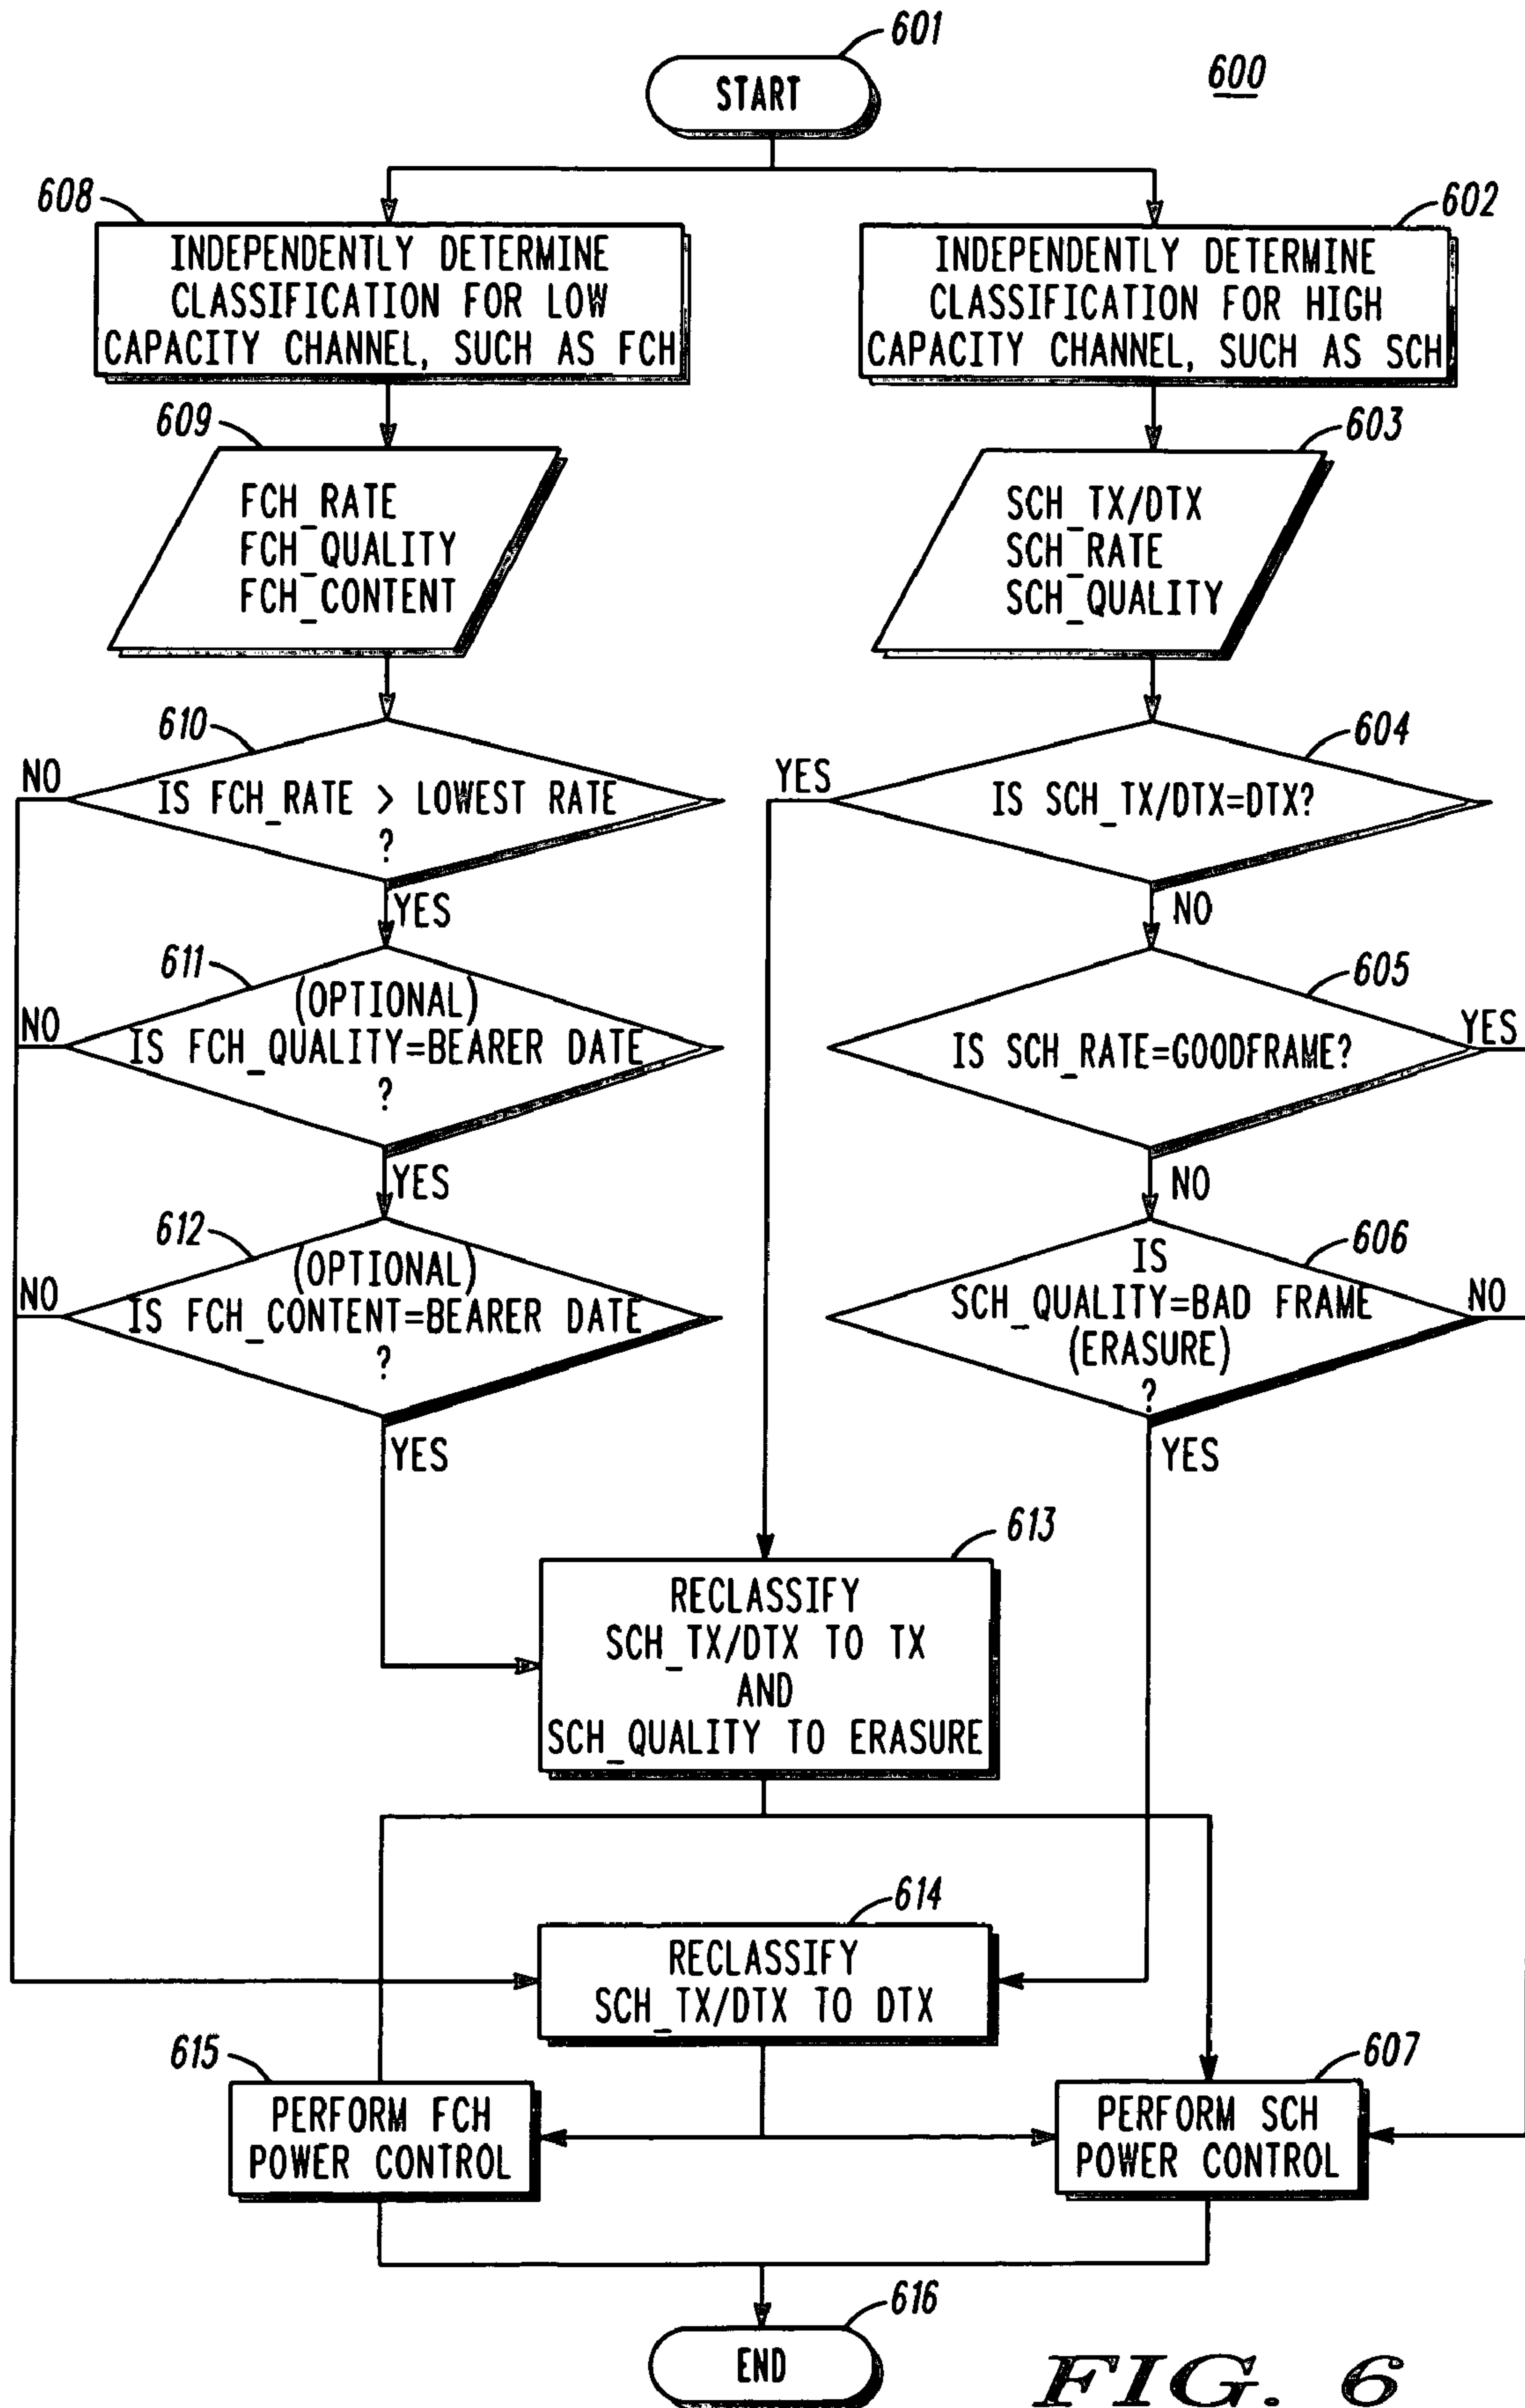 601
600
START
608
INDEPENDENTLY DETERMINE
CLASSIFICATION FOR LOW
CAPACITY CHANNEL, SUCH AS FCH
602
INDEPENDENTLY DETERMINE
CLASSIFICATION FOR HIGH
CAPACITY CHANNEL, SUCH AS SCH
609
FCH_RATE
FCH_QUALITY
FCH_CONTENT
603
SCH_TX/DTX
SCH_RATE
SCH_QUALITY
610
NO
IS FCH_RATE > LOWEST RATE
?
YES
604
YES
IS SCH_TX/DTX=DTX?
NO
611
NO
(OPTIONAL)
IS FCH_QUALITY=BEARER DATE
?
YES
605
IS SCH_RATE=GOODFRAME?
YES
NO
612
NO
(OPTIONAL)
IS FCH_CONTENT=BEARER DATE
?
YES
606
IS
SCH_QUALITY=BAD FRAME
(ERASURE)
?
NO
YES
613
RECLASSIFY
SCH_TX/DTX TO TX
AND
SCH_QUALITY TO ERASURE
614
RECLASSIFY
SCH_TX/DTX TO DTX
615
PERFORM FCH
POWER CONTROL
607
PERFORM SCH
POWER CONTROL
616
END
FIG. 6